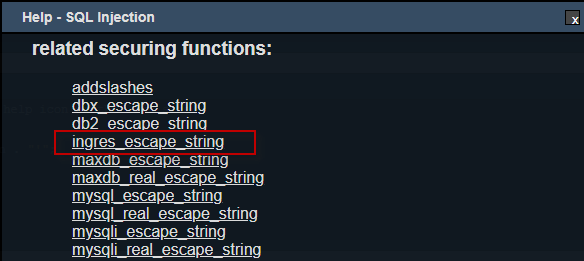 Help - SQL Injection
x
related securing functions:
addslashes
dbx_escape_string
db2_escape_string
ingres_escape_string
maxdb_escape_string
maxdb_real_escape_string
mysql_escape_string
mysql_real_escape_string
mysqli_escape_string
mysqli_real_escape_string